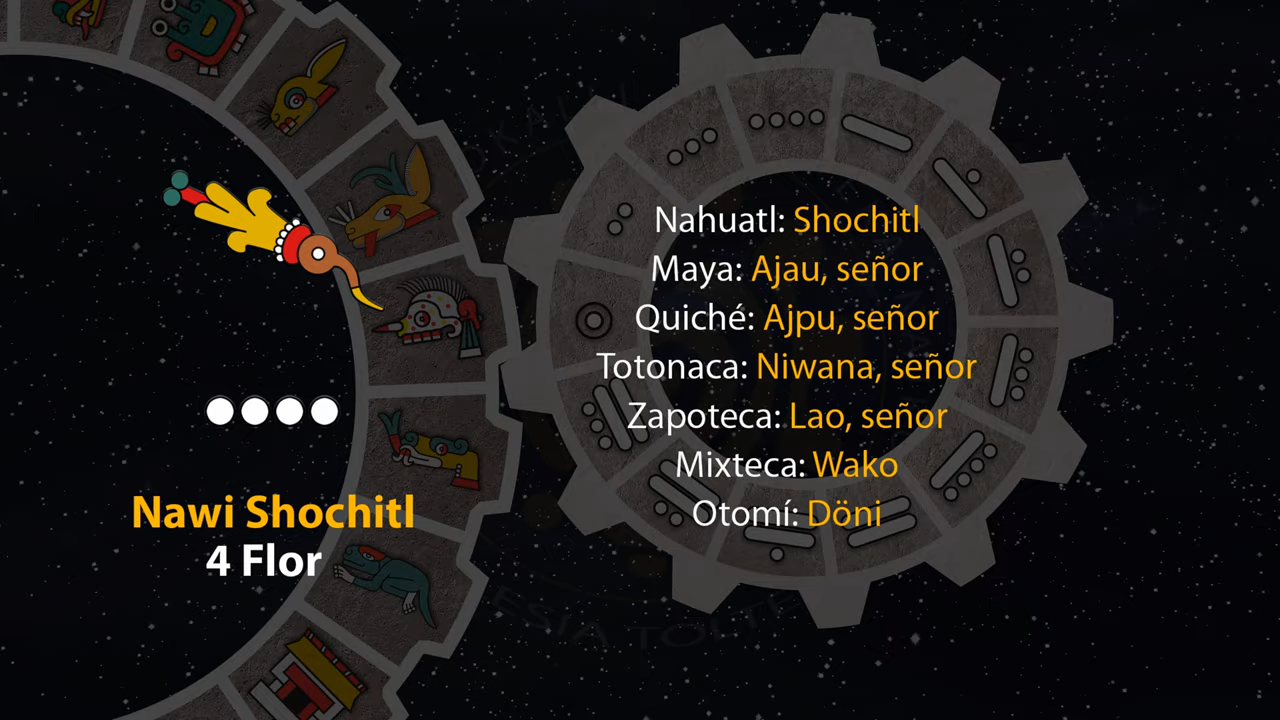 Nahuatl: Shochitl
Maya: Ajau, señor
Quiché: Ajpu, señor
Totonaca: Niwana, señor
Zapoteca: Lao, señor
Mixteca: Wako
Otomí: Döni
Nawi Shochitl
4 Flor